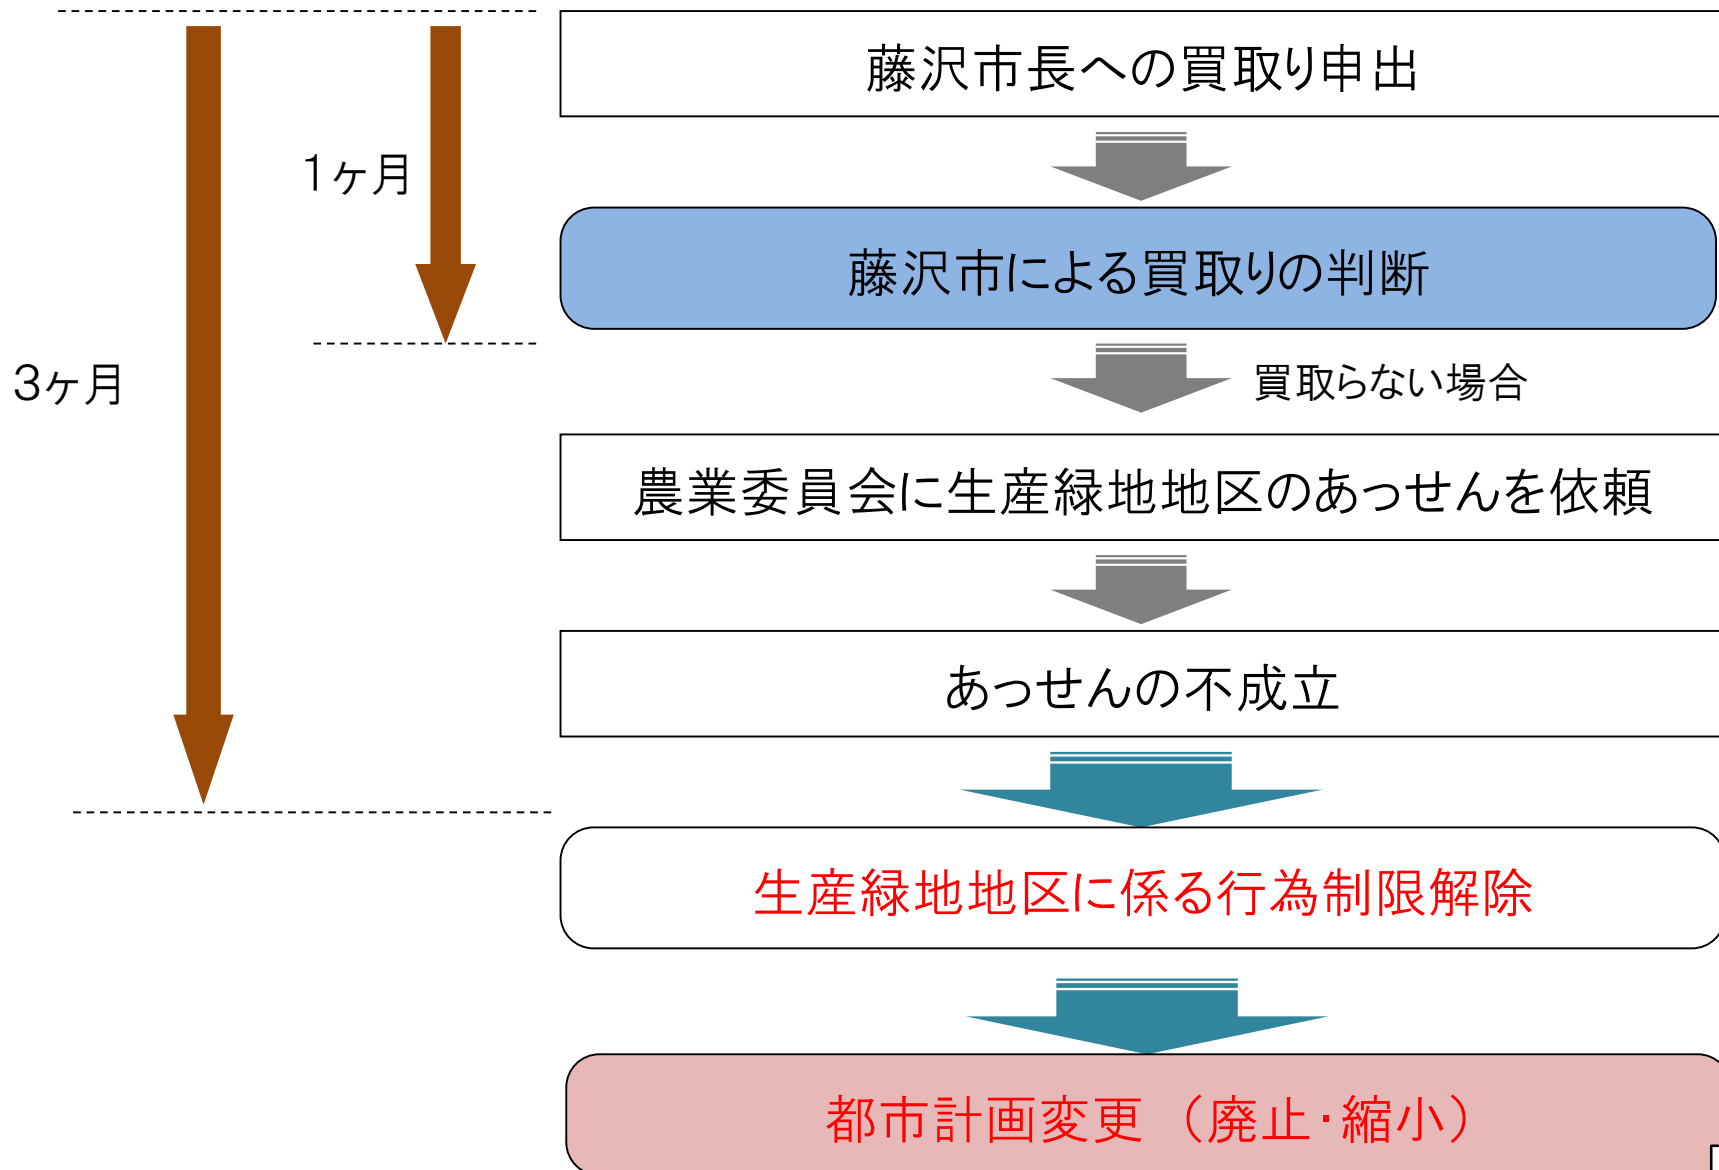 藤沢市長への買取り申出
1ヶ月
藤沢市による買取りの判断
3ヶ月
買取らない場合
農業委員会に生産緑地地区のあっせんを依頼
あっせんの不成立
生産緑地地区に係る行為制限解除
都市計画変更 （廃止・縮小）